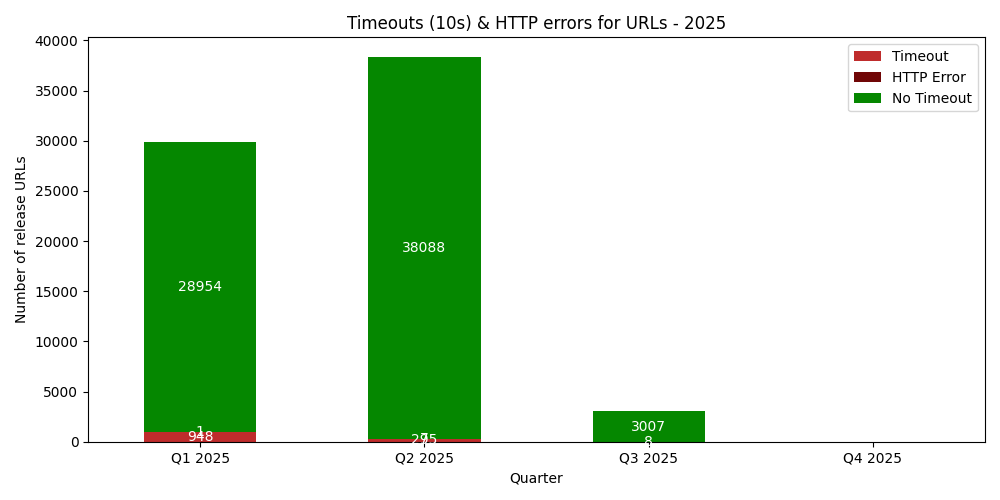 Timeouts (10s) & HTTP errors for URLs - 2025
Timeout
HTTP Error
No Timeout
Number of release URLs
40000
35000
30000
25000
20000
15000
10000
5000
0
28954
1
948
38088
295
3007
8
Q1 2025
Q2 2025
Q3 2025
Q4 2025
Quarter